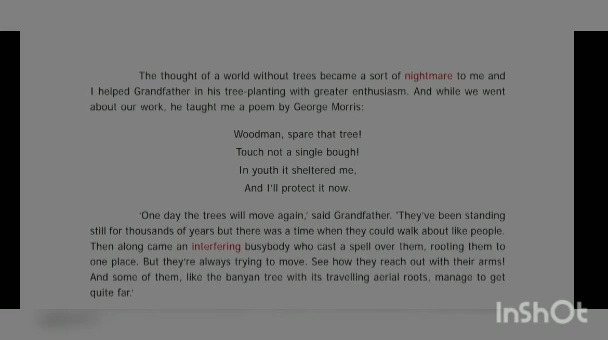 The thought of a world without trees became a sort of nightmare to me and
I helped Grandfather in his tree-planting with greater enthusiasm. And while we went
about our work, he taught me a poem by George Morris:
Woodman, spare that tree!
Touch not a single bough!
In youth it sheltered me,
And I'll protect it now.
'One day the trees will move again,' said Grandfather. 'They've been standing
still for thousands of years but there was a time when they could walk about like people.
Then along came an interfering busybody who cast a spell over them, rooting them to
one place. But they're always trying to move. See how they reach out with their arms!
And some of them, like the banyan tree with its travelling aerial roots, manage to get
quite far.'
InShOt